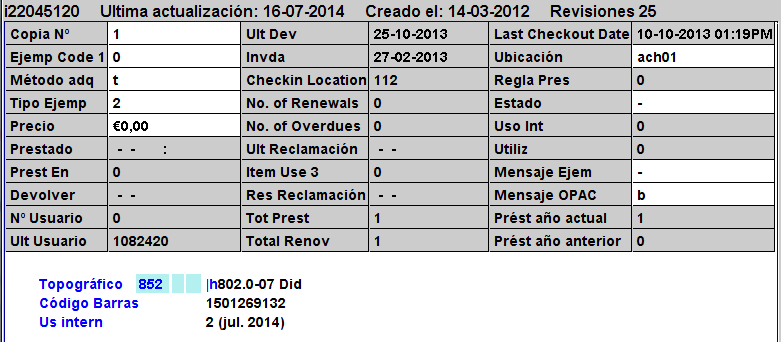 i22045120 Ultima actualización: 16-07-2014 Creado el: 14-03-2012 Revisiones 25
Copia Nº 1 Ult Dev 25-10-2013 Last Checkout Date 10-10-2013 01:19PM
Ejemp Code 1 0 Invda 27-02-2013 Ubicación ach01
Método adq t Checkin Location 112 Regla Pres 0
Tipo Ejemp 2 No. of Renewals 0 Estado -
Precio €0,00 No. of Overdues 0 Uso Int 0
Prestado - - : Ult Reclamación - - Utiliz 0
Prest En 0 Item Use 3 0 Mensaje Ejem -
Devolver - - Res Reclamación - - Mensaje OPAC b
Nº Usuario 0 Tot Prest 1 Prést año actual 1
Ult Usuario 1082420 Total Renov 1 Prést año anterior 0
Topográfico 852 |h802.0-07 Did
Código Barras 1501269132
Us intern 2 (jul. 2014)